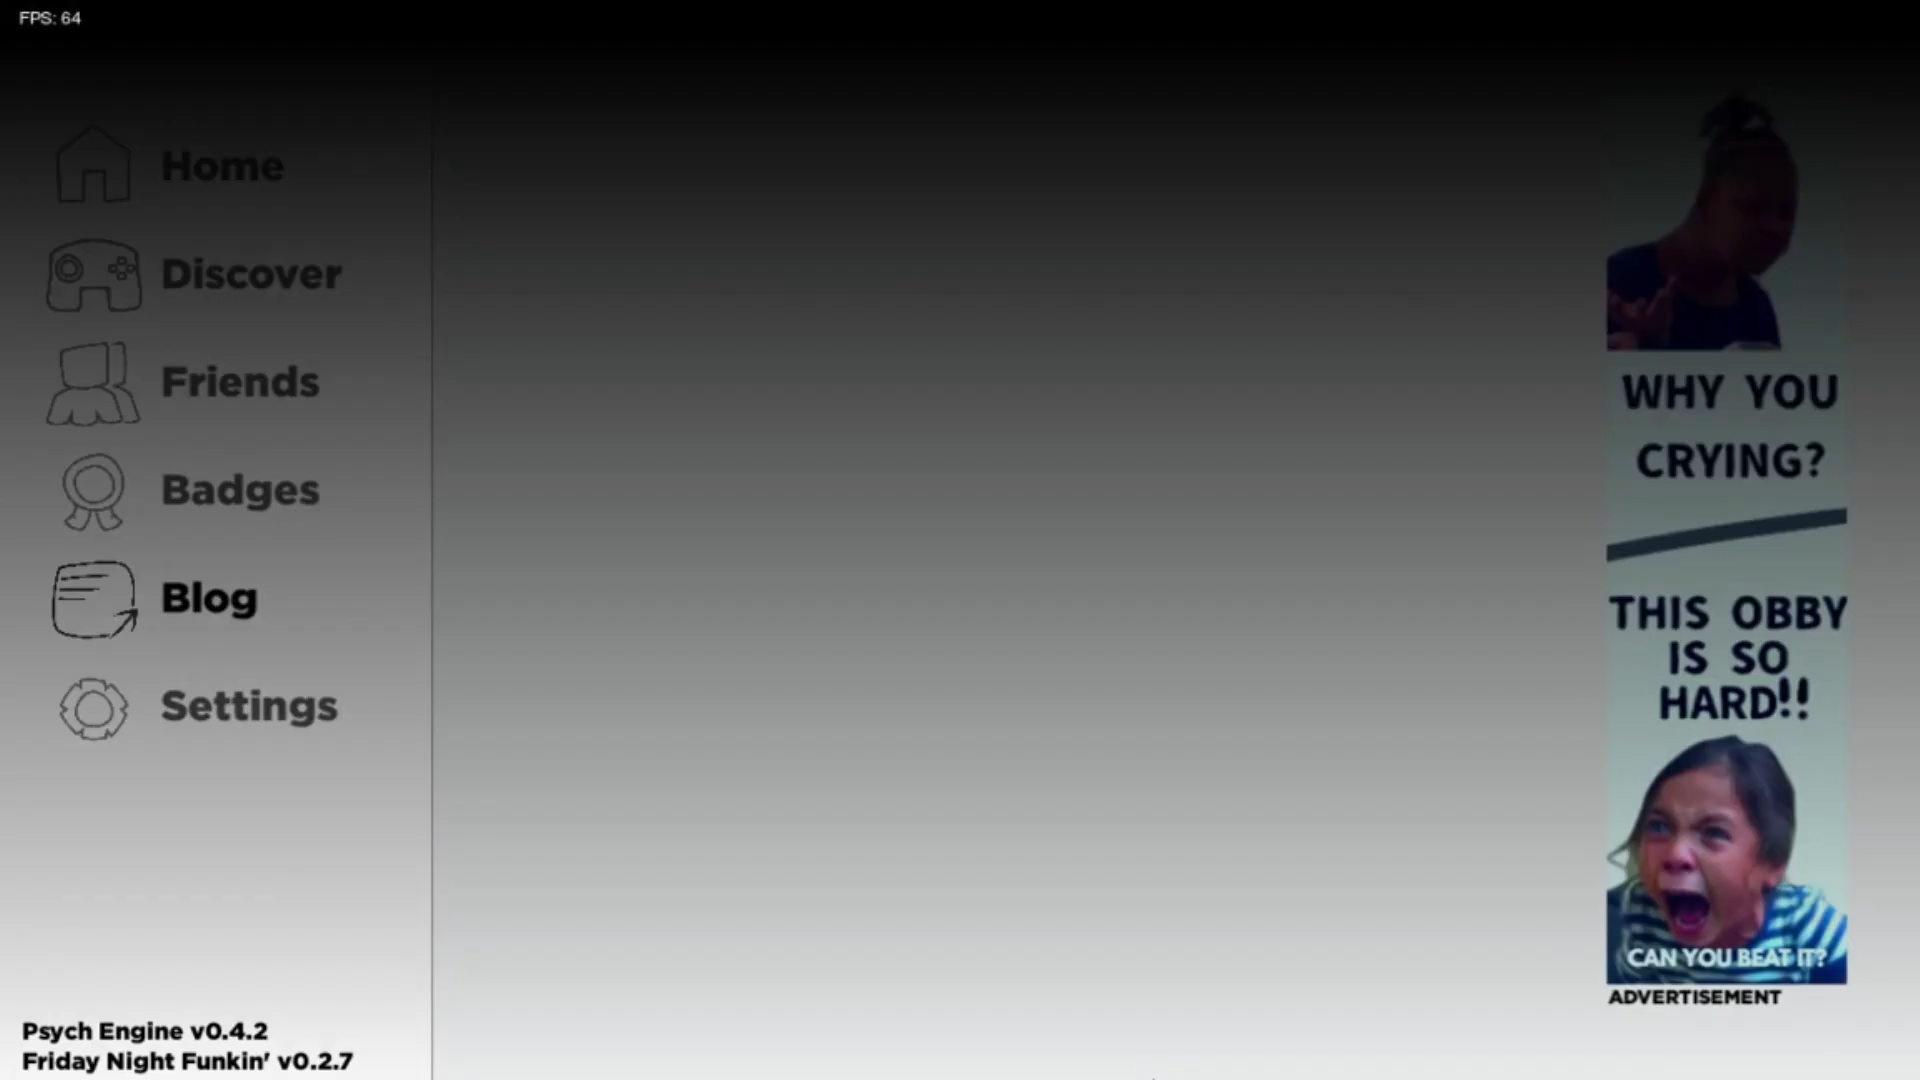 FPS: 64
Home
Discover
Friends
Badges
Blog
Settings
Psych Engine v0.4.2
Friday Night Funkin' v0.2.7
WHY YOU
CRYING?
THIS OBBY
IS SO
HARD!!
CAN YOU BEAT IT?
ADVERTISEMENT